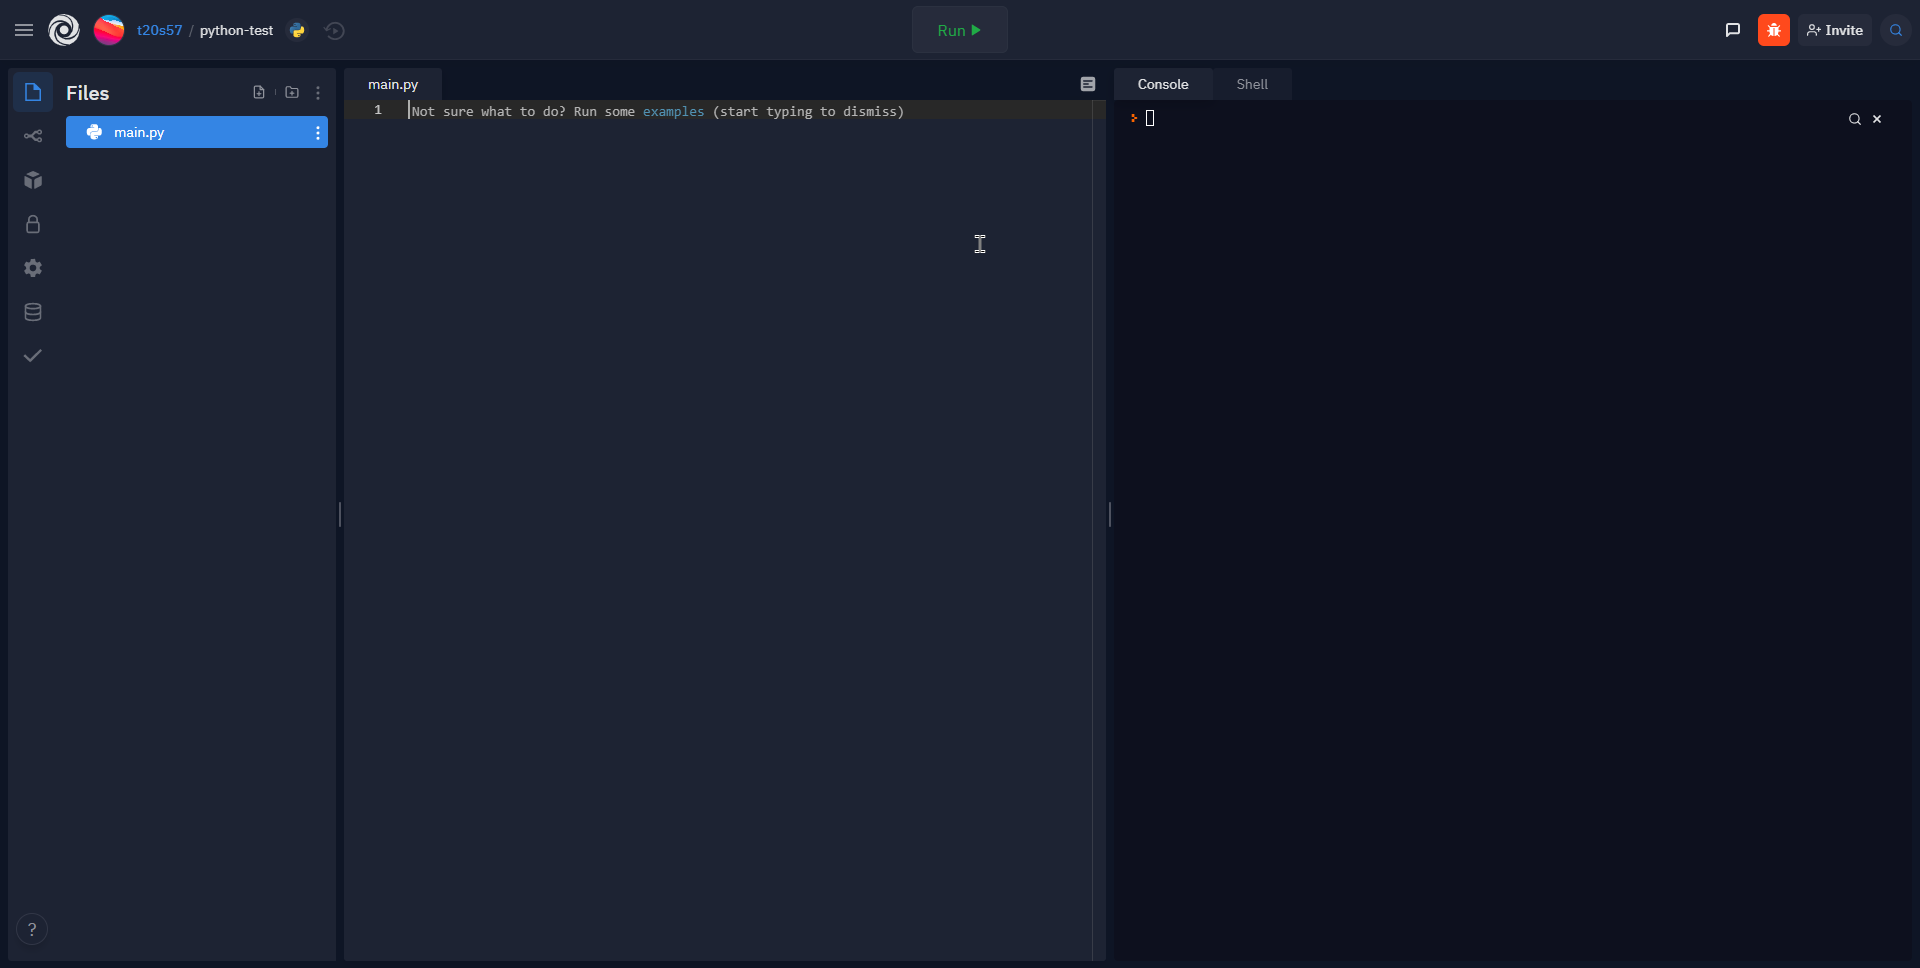 t20s57 / python-test
Run
Invite
Files
main.py
main.py
1 Not sure what to do? Run some examples (start typing to dismiss)
Console Shell
?